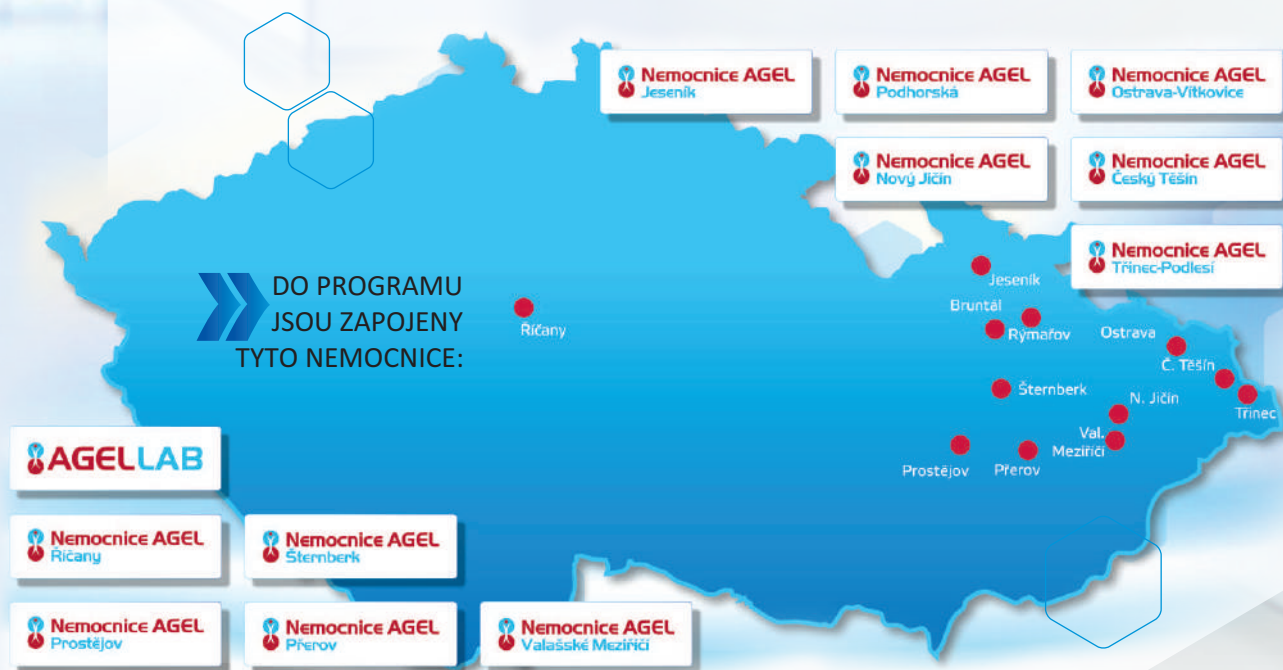 Nemocnice AGEL
Jeseník
Nemocnice AGEL
Podhorská
Nemocnice AGEL
Ostrava-Vítkovice
Nemocnice AGEL
Nový Jičín
Nemocnice AGEL
Český Těšín
Nemocnice AGEL
Třinec-Podlesí
DO PROGRAMU
JSOU ZAPOJENY
TYTO NEMOCNICE:
Říčany
Jeseník
Bruntál
Rýmařov
Ostrava
Č. Těšín
Šternberk
N. Jičín
Třinec
Val.
Meziříčí
Prostějov
Přerov
AGELLAB
Nemocnice AGEL
Říčany
Nemocnice AGEL
Šternberk
Nemocnice AGEL
Prostějov
Nemocnice AGEL
Přerov
Nemocnice AGEL
Valašské Meziříčí